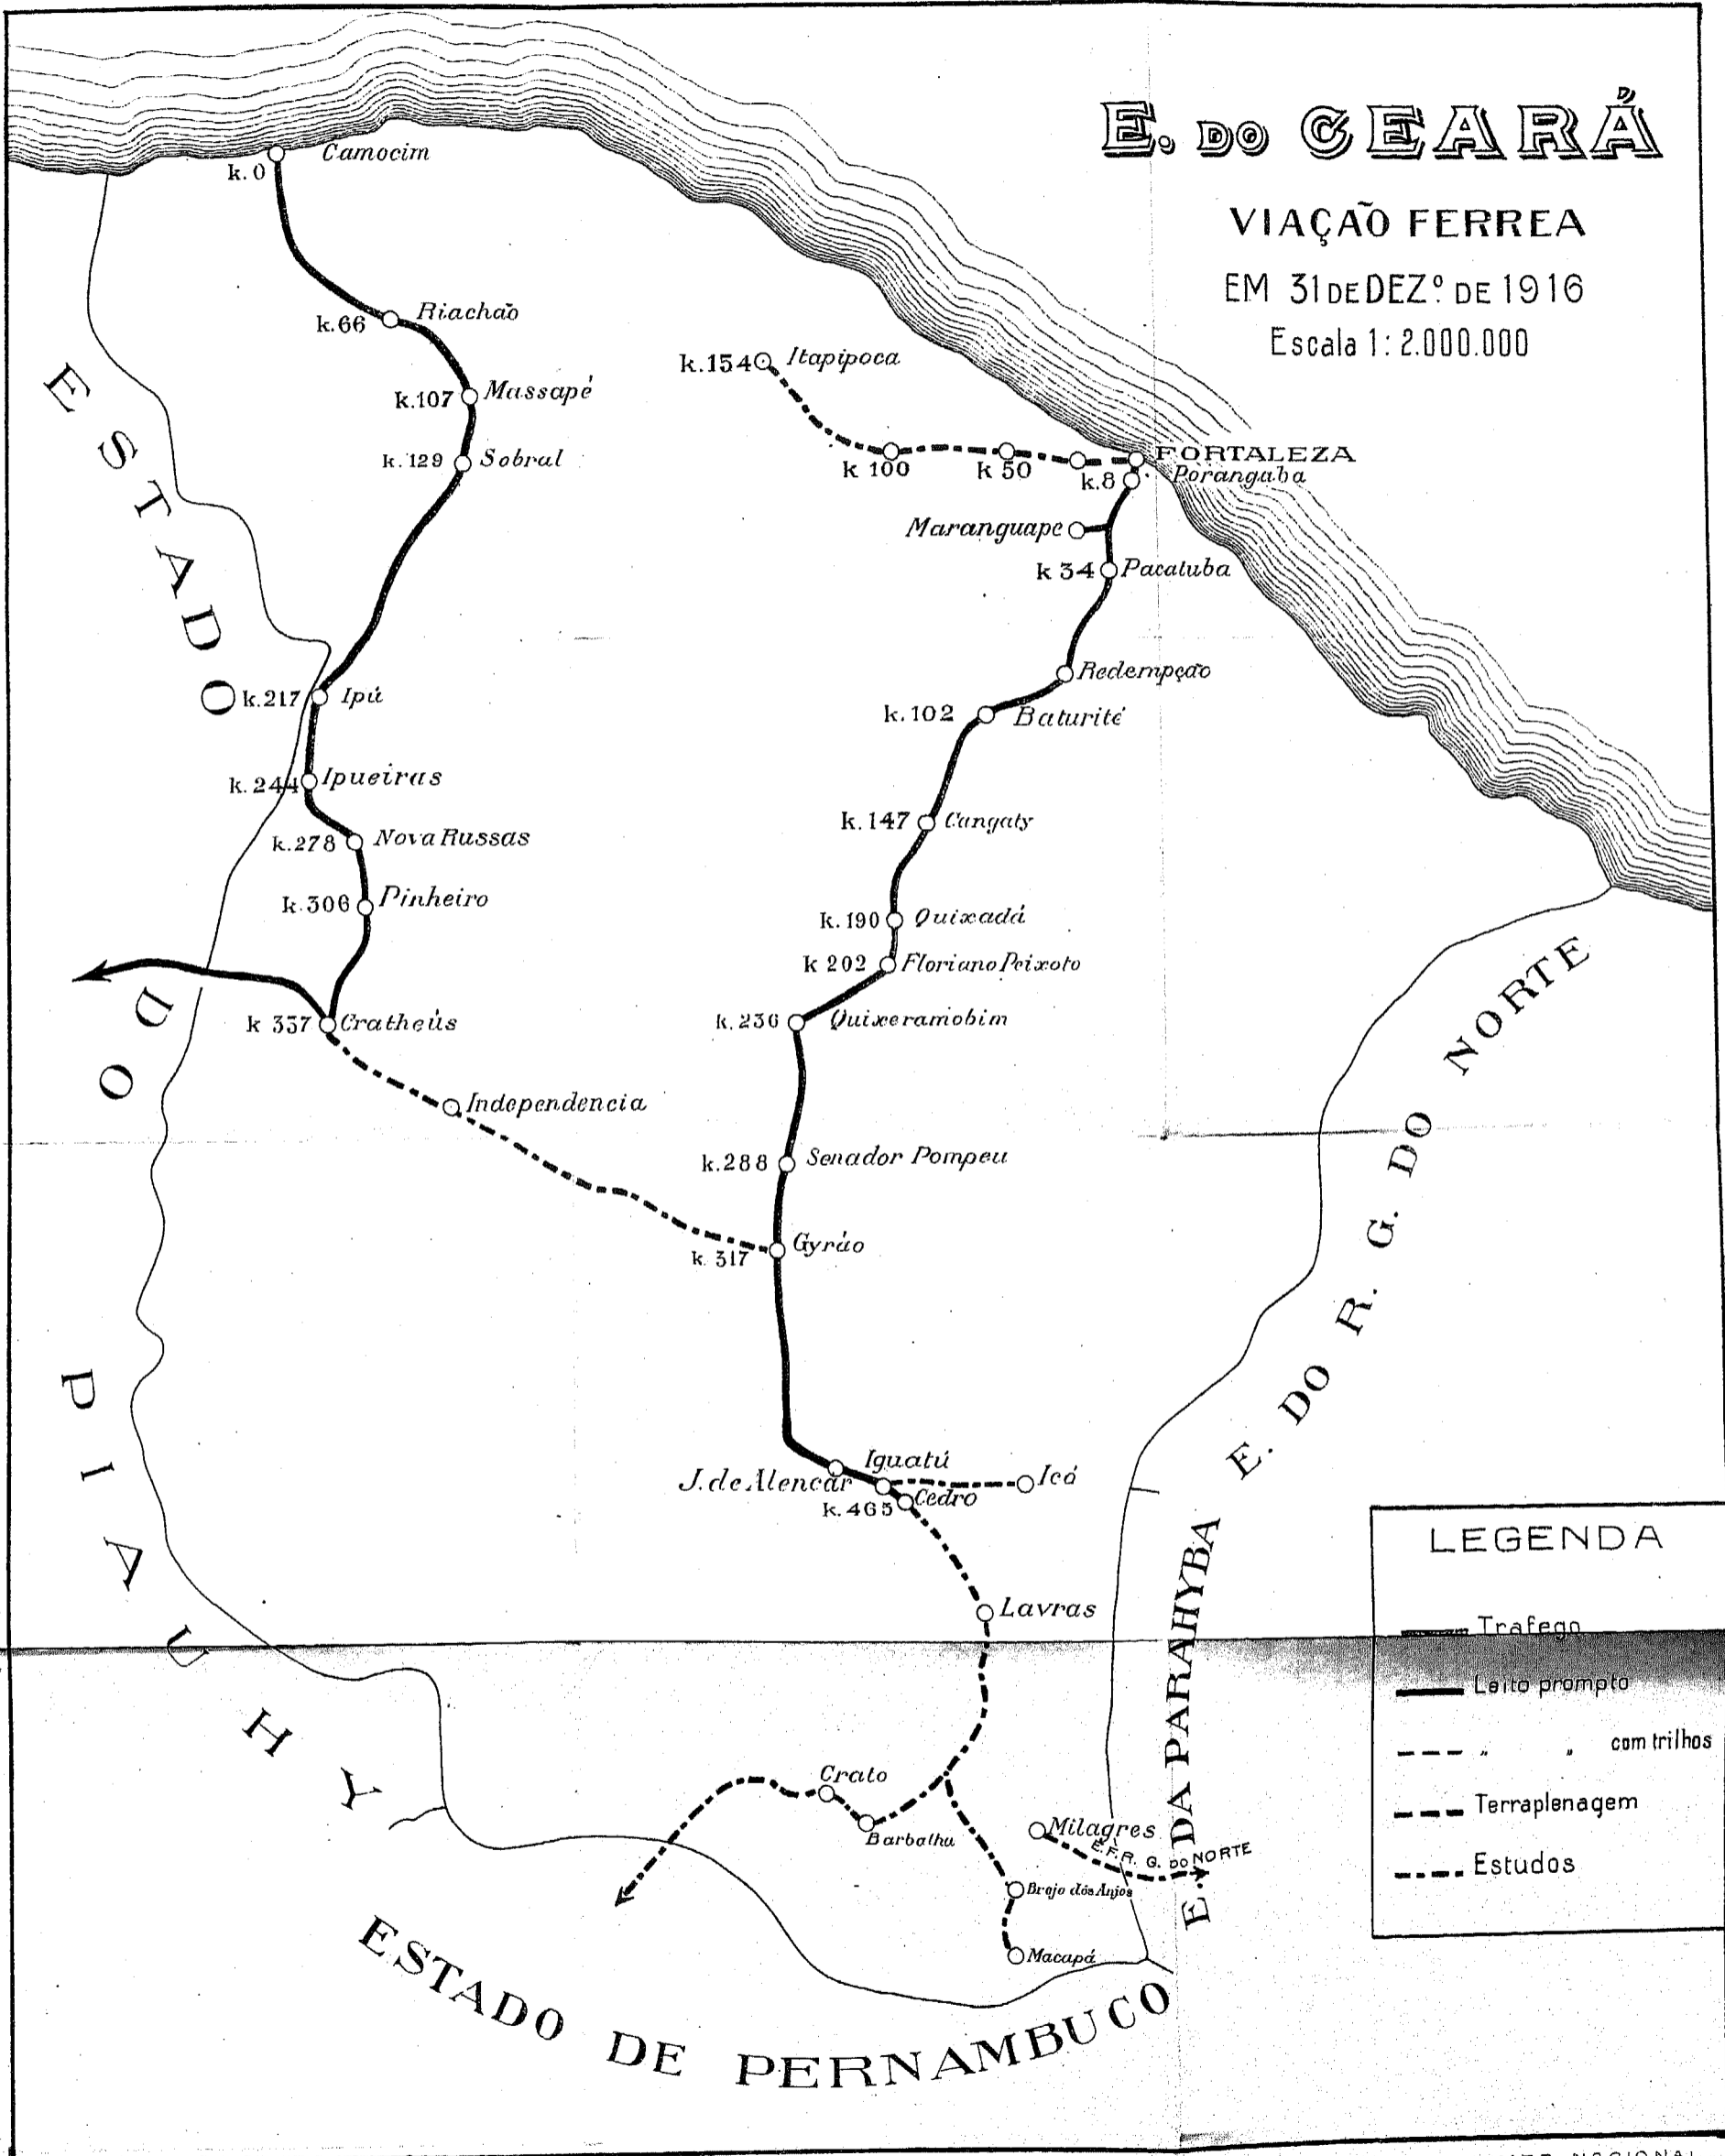 E. DO CEARÁ
VIAÇÃO FERREA
EM 31 DE DEZº. DE 1916
Escala 1: 2.000.000
Camocim
k. 0
Riachão
k. 66
Massapé
k. 107
Sobral
k. 129
Itapipoca
k. 154
k 100
k 50
FORTALEZA
k. 8 Porangaba
Maranguape
k 34 Pacatuba
Redempção
k. 102 Baturité
k. 217 Ipú
k. 244 Ipueiras
k. 147 Cangaty
k. 278 Nova Russas
k. 306 Pinheiro
k. 190 Quixadá
k 202 Floriano Peixoto
k 337 Cratheús
k. 236 Quixeramobim
Independencia
k. 288 Senador Pompeu
k. 317 Gyráo
Iguatú
J. de Alencar
Icó
k. 465 Cedro
Lavras
Crato
Barbalha
Milagres
E. F. R. G. DO NORTE
Brejo dos Anjos
Macapá
ESTADO DO PIAUHY
E. DO R. G. DO NORTE
E. DA PARAHYBA
ESTADO DE PERNAMBUCO
LEGENDA
Trafego
Leito prompto
" " com trilhos
Terraplenagem
Estudos